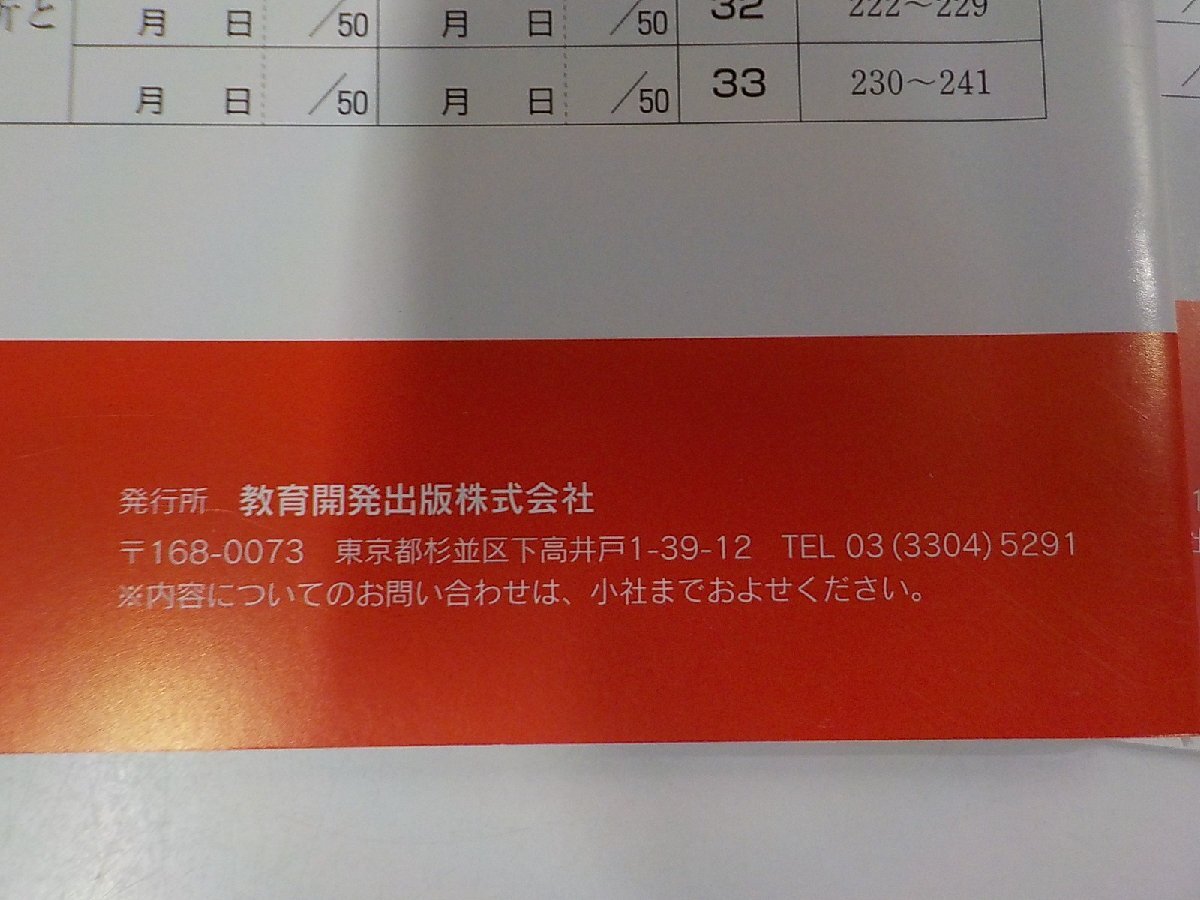 月 日 /50 月 日 /50 32 222～229
月 日 /50 月 日 /50 33 230～241
発行所 教育開発出版株式会社
〒168-0073 東京都杉並区下高井戸1-39-12 TEL 03(3304)5291
※内容についてのお問い合わせは、小社までおよせください。